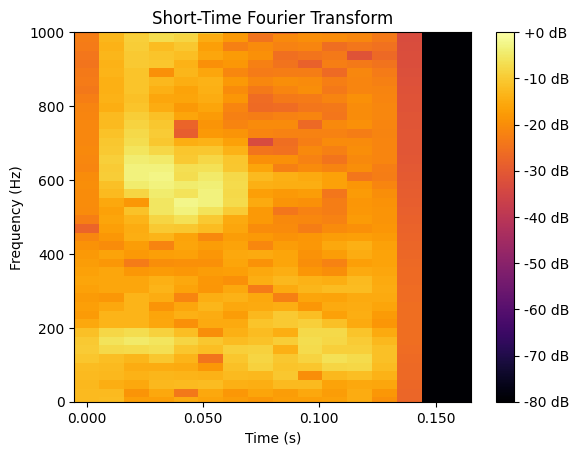 Short-Time Fourier Transform
1000
800
600
400
200
0
Frequency (Hz)
0.000
0.050
0.100
0.150
Time (s)
+0 dB
-10 dB
-20 dB
-30 dB
-40 dB
-50 dB
-60 dB
-70 dB
-80 dB